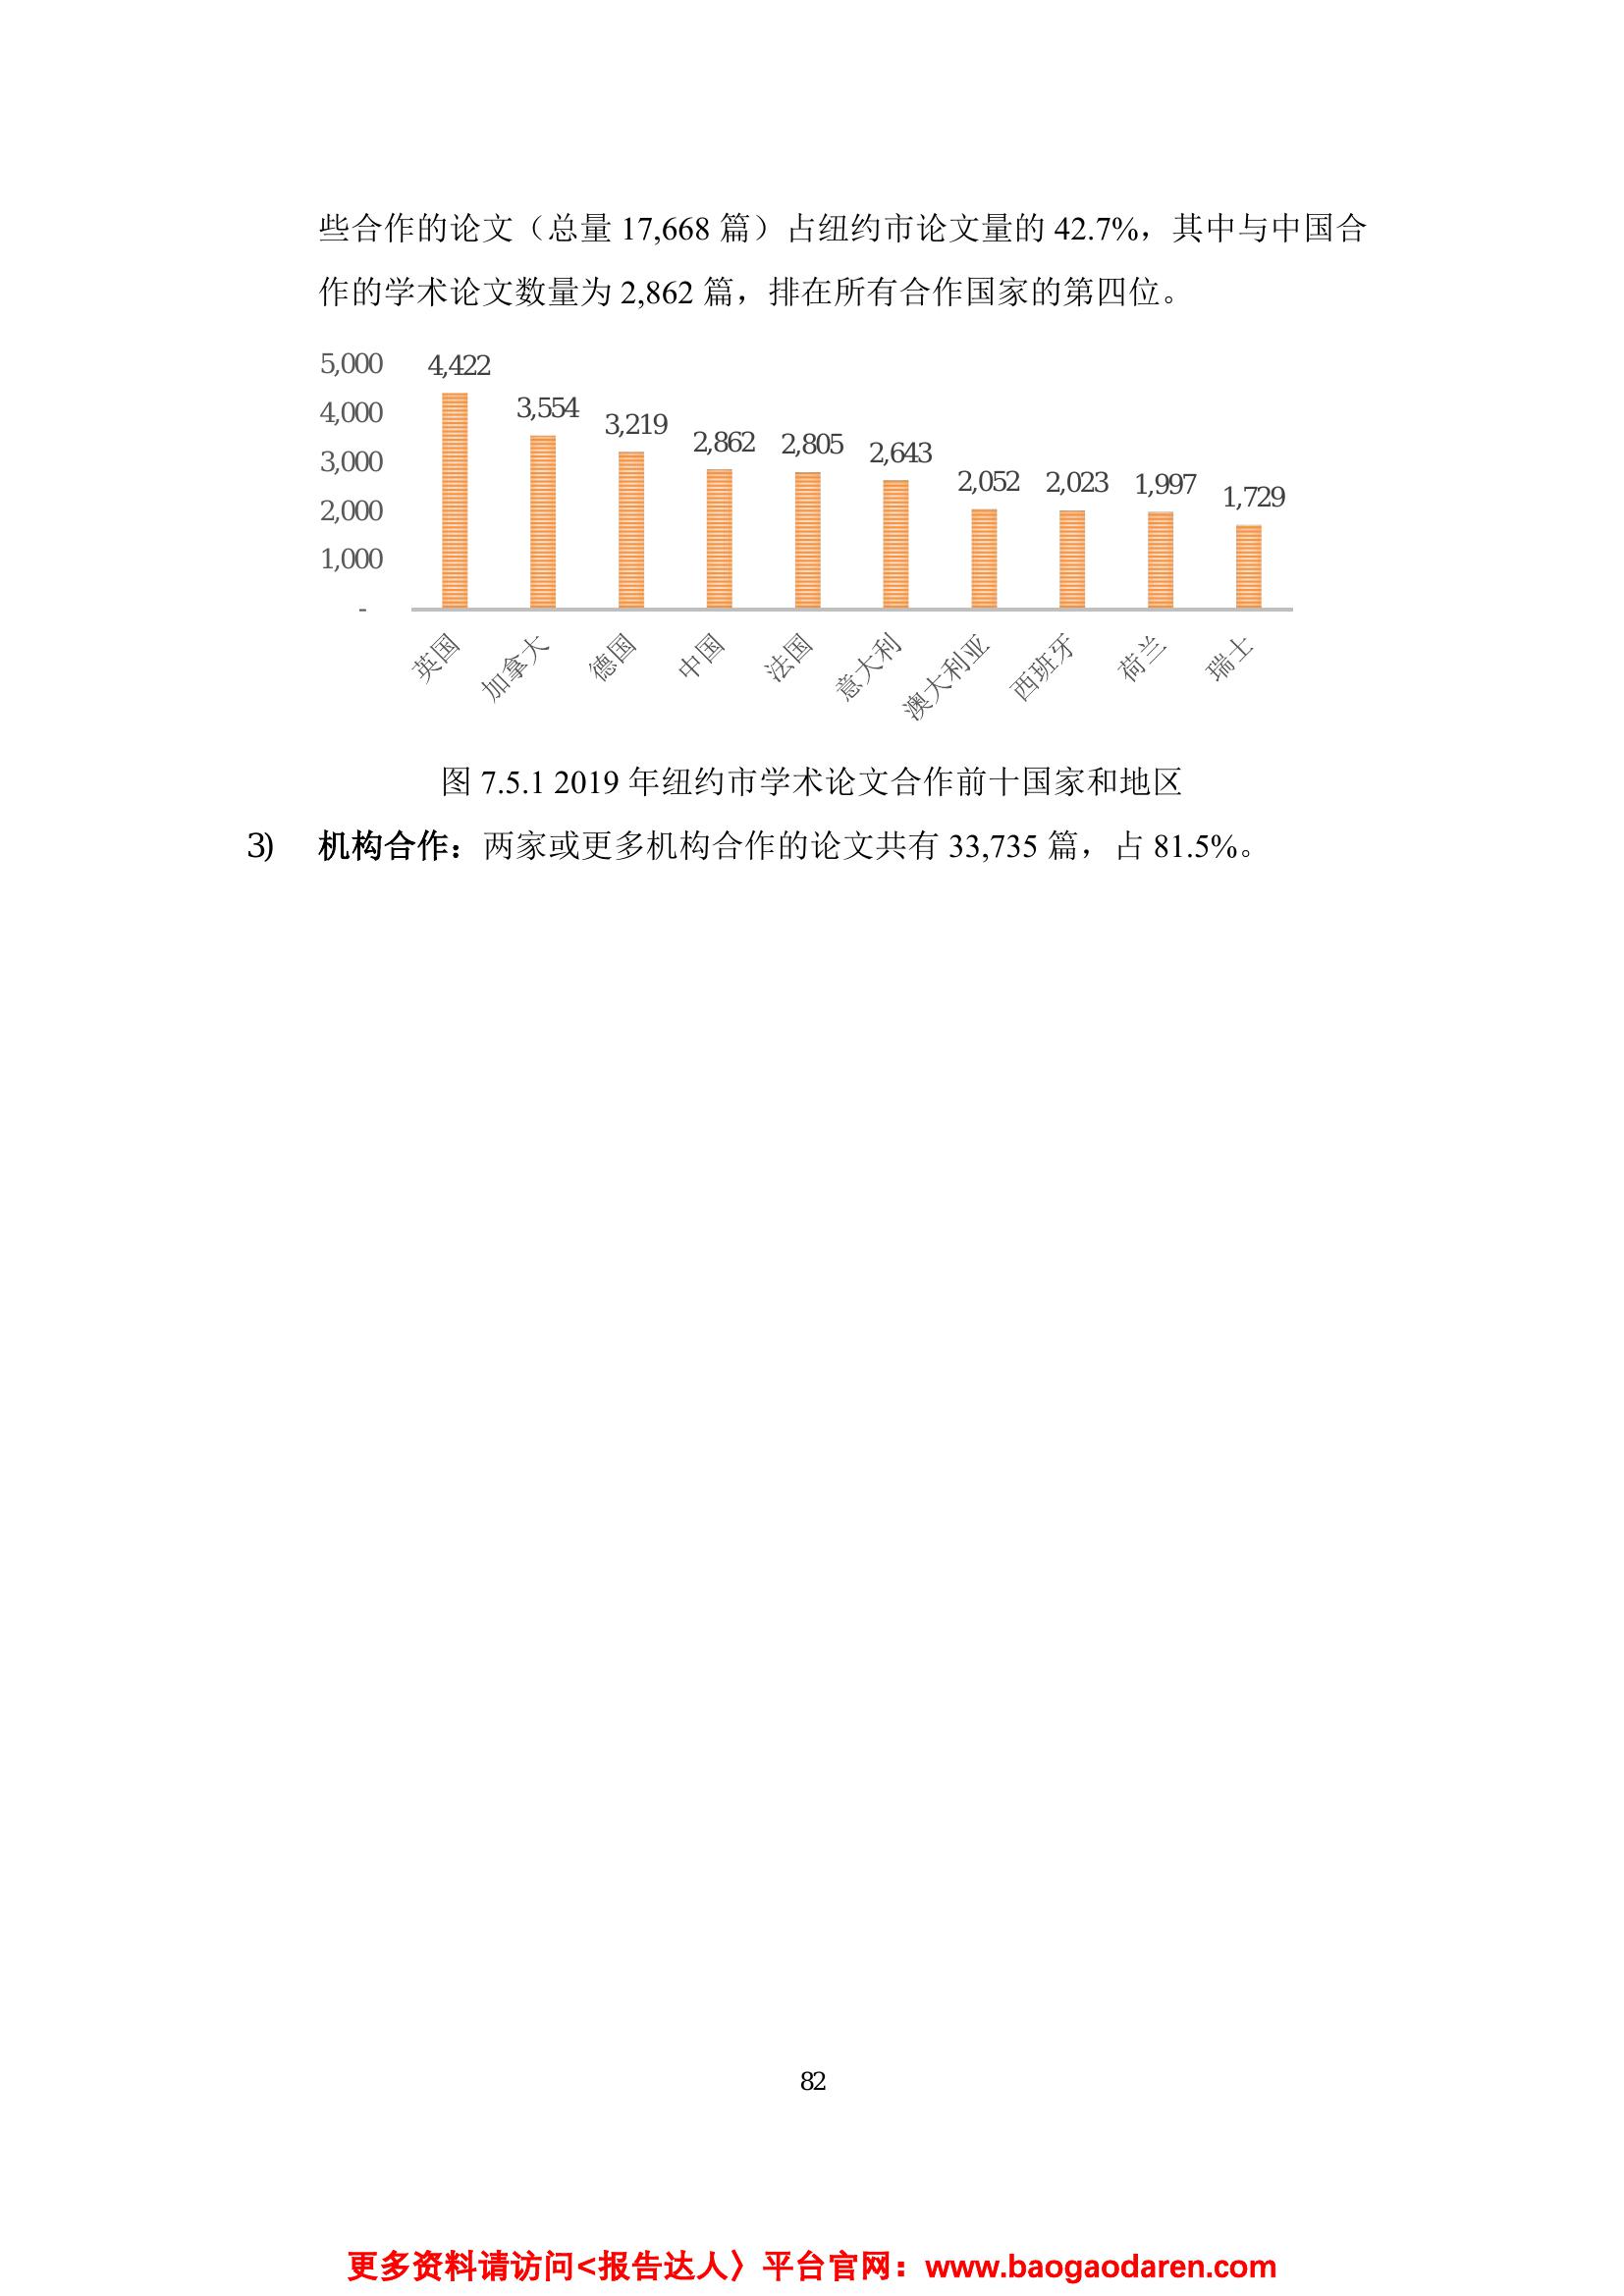 些合作的论文（总量 17,668 篇）占纽约市论文量的 42.7%，其中与中国合
作的学术论文数量为 2,862 篇，排在所有合作国家的第四位。
5,000
4,000
3,000
2,000
1,000
-
4,422
3,554
3,219
2,862
2,805
2,643
2,052
2,023
1,997
1,729
英国
加拿大
德国
中国
法国
意大利
澳大利亚
西班牙
荷兰
瑞士
图 7.5.1 2019 年纽约市学术论文合作前十国家和地区
3) 机构合作：两家或更多机构合作的论文共有 33,735 篇，占 81.5%。
82
更多资料请访问<报告达人〉平台官网：www.baogaodaren.com